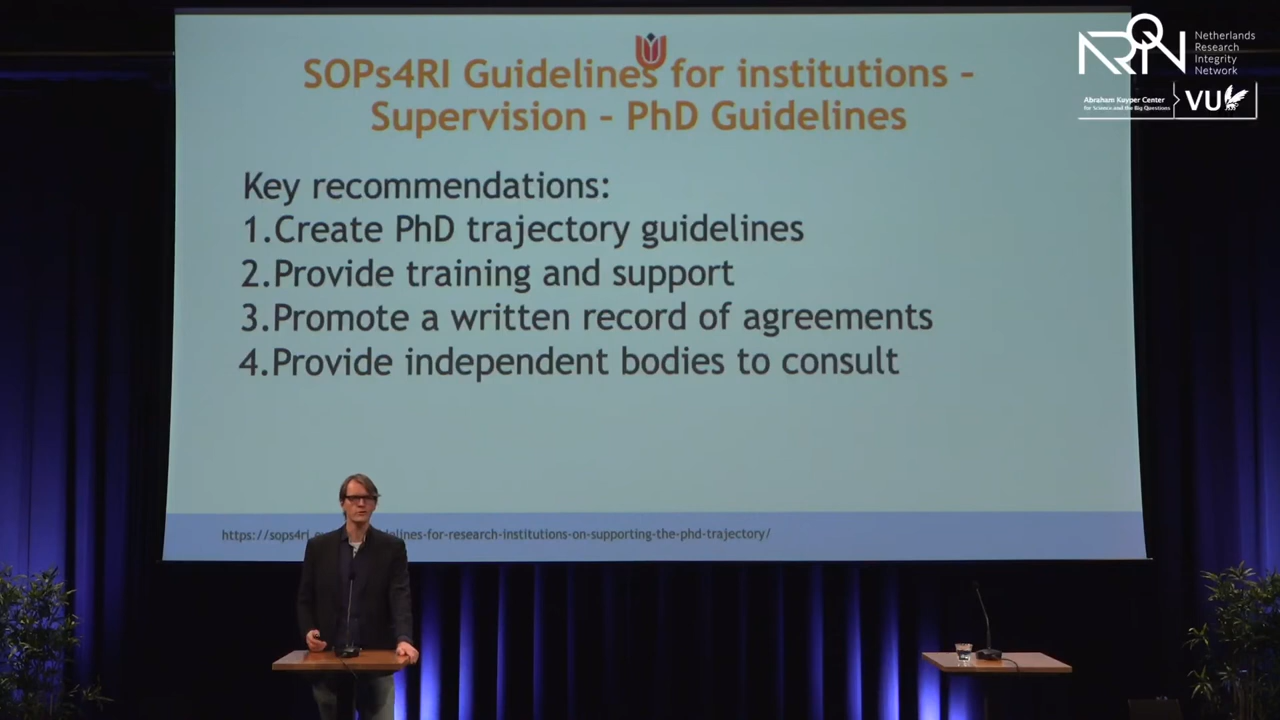 SOPs4RI Guidelines for institutions –
Supervision – PhD Guidelines
Key recommendations:
1.Create PhD trajectory guidelines
2.Provide training and support
3.Promote a written record of agreements
4.Provide independent bodies to consult
https://sops4ri.e
elines-for-research-institutions-on-supporting-the-phd-trajectory/
NRIN
Netherlands
Research
Integrity
Network
Abraham Kuyper Center
for Science and the Big Questions
VU